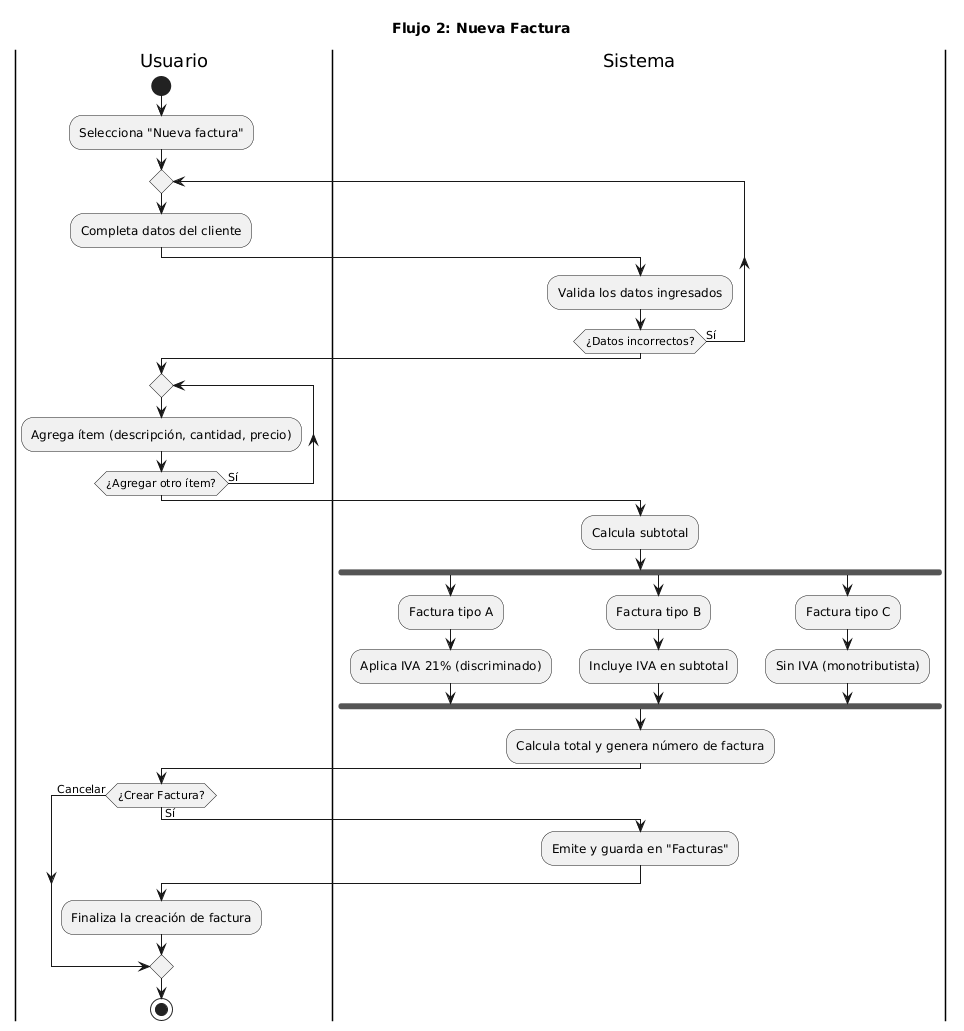 Flujo 2: Nueva Factura
Usuario
Sistema
Selecciona "Nueva factura"
Completa datos del cliente
Valida los datos ingresados
¿Datos incorrectos?
Sí
Agrega ítem (descripción, cantidad, precio)
¿Agregar otro ítem?
Sí
Calcula subtotal
Factura tipo A
Factura tipo B
Factura tipo C
Aplica IVA 21% (discriminado)
Incluye IVA en subtotal
Sin IVA (monotributista)
Calcula total y genera número de factura
Cancelar
¿Crear Factura?
Sí
Emite y guarda en "Facturas"
Finaliza la creación de factura